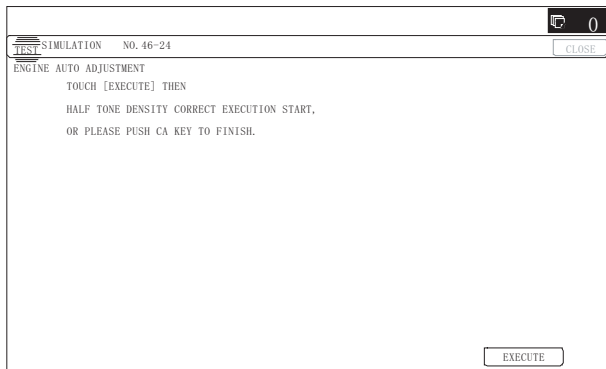 0
TEST SIMULATION NO. 46-24
CLOSE
ENGINE AUTO ADJUSTMENT
TOUCH [EXECUTE] THEN
HALF TONE DENSITY CORRECT EXECUTION START,
OR PLEASE PUSH CA KEY TO FINISH.
EXECUTE